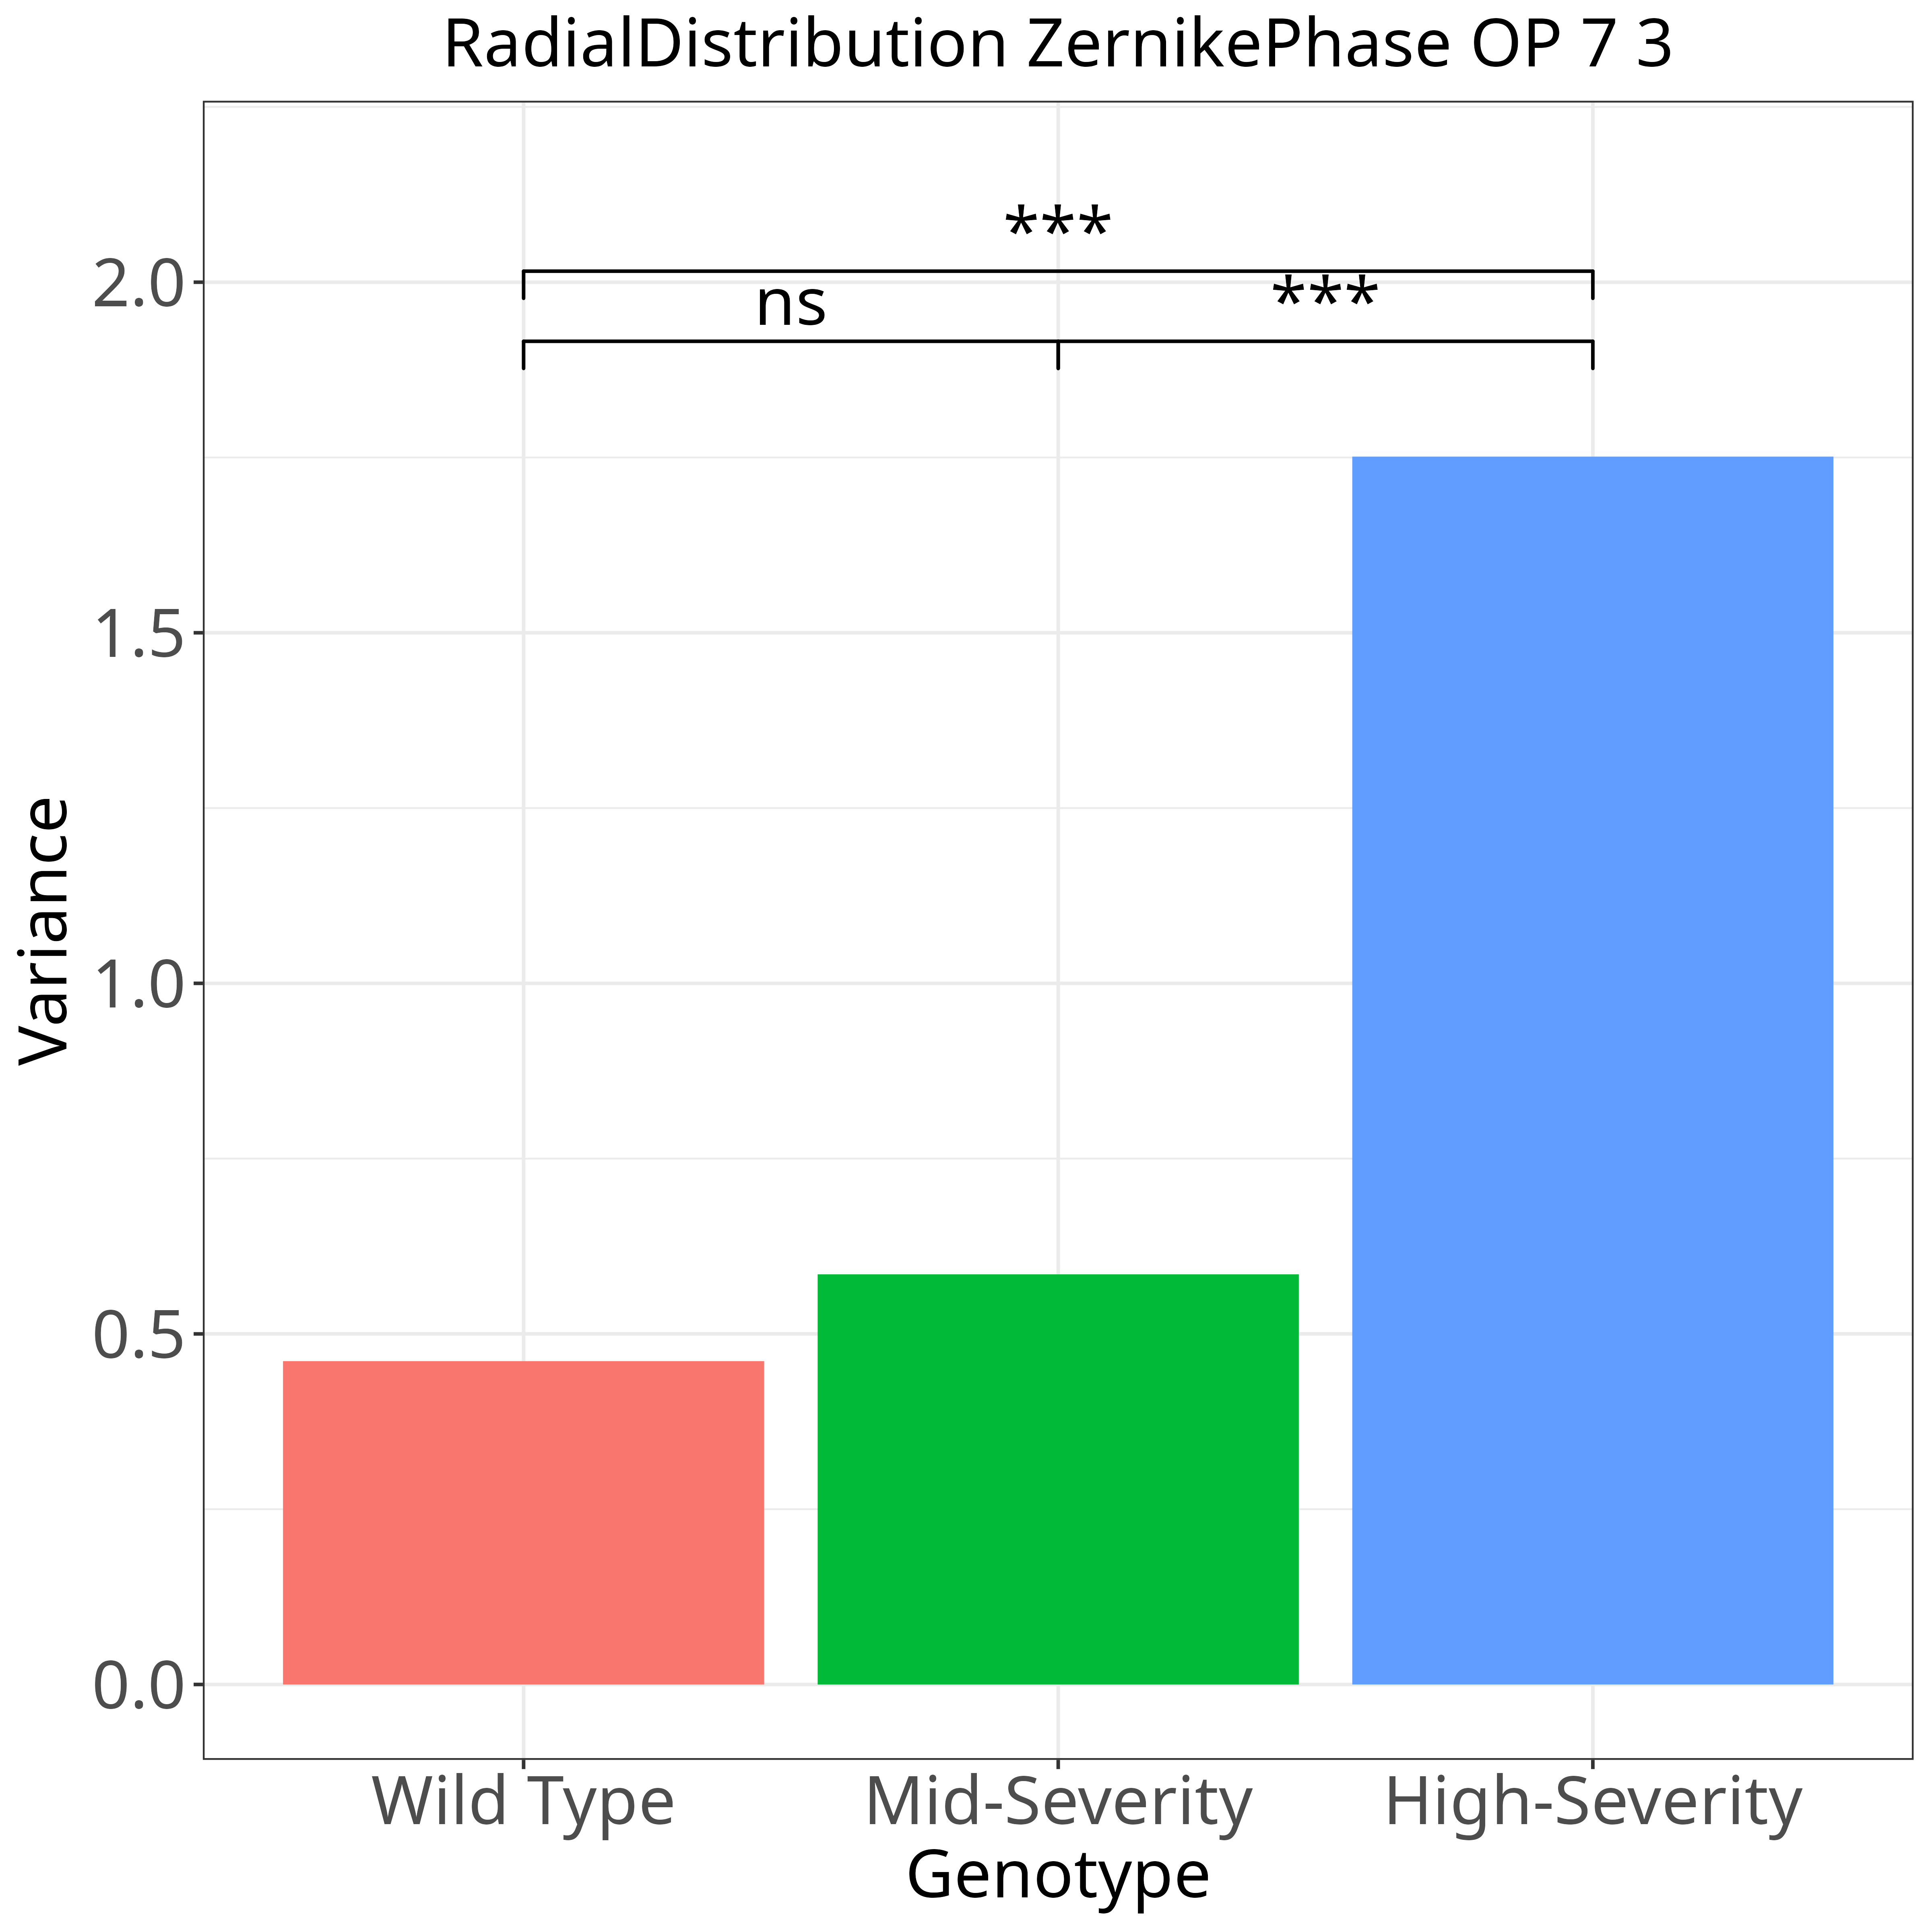 RadialDistribution ZernikePhase OP 7 3
***
ns ***
2.0
1.5
1.0
0.5
0.0
Variance
Wild Type Mid-Severity High-Severity
Genotype